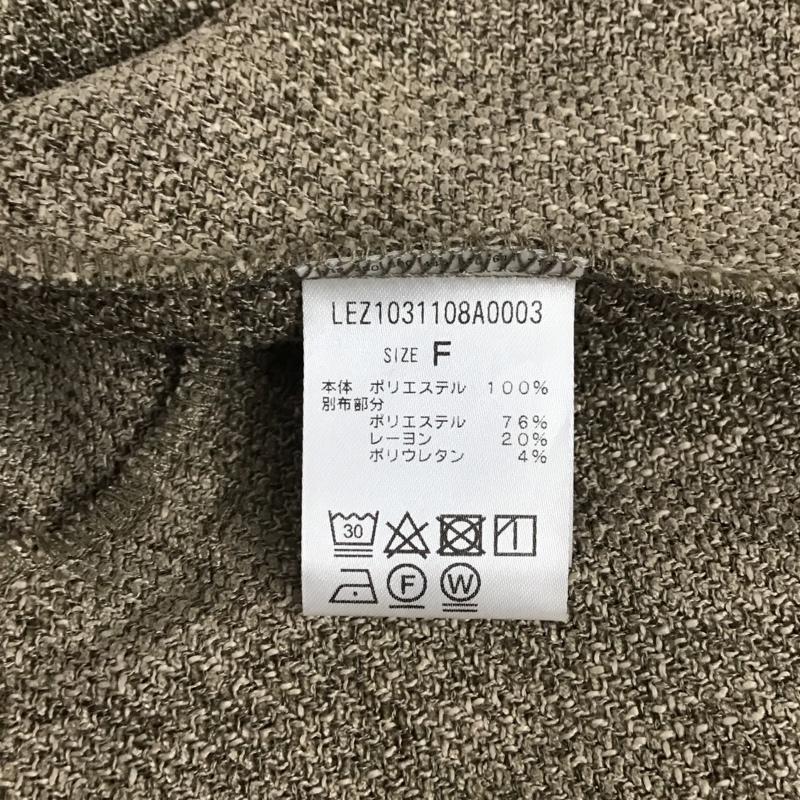 LEZ1031108A0003
SIZE F
本体 ポリエステル 100%
別布部分
ポリエステル 76%
レーヨン 20%
ポリウレタン 4%
30
F W